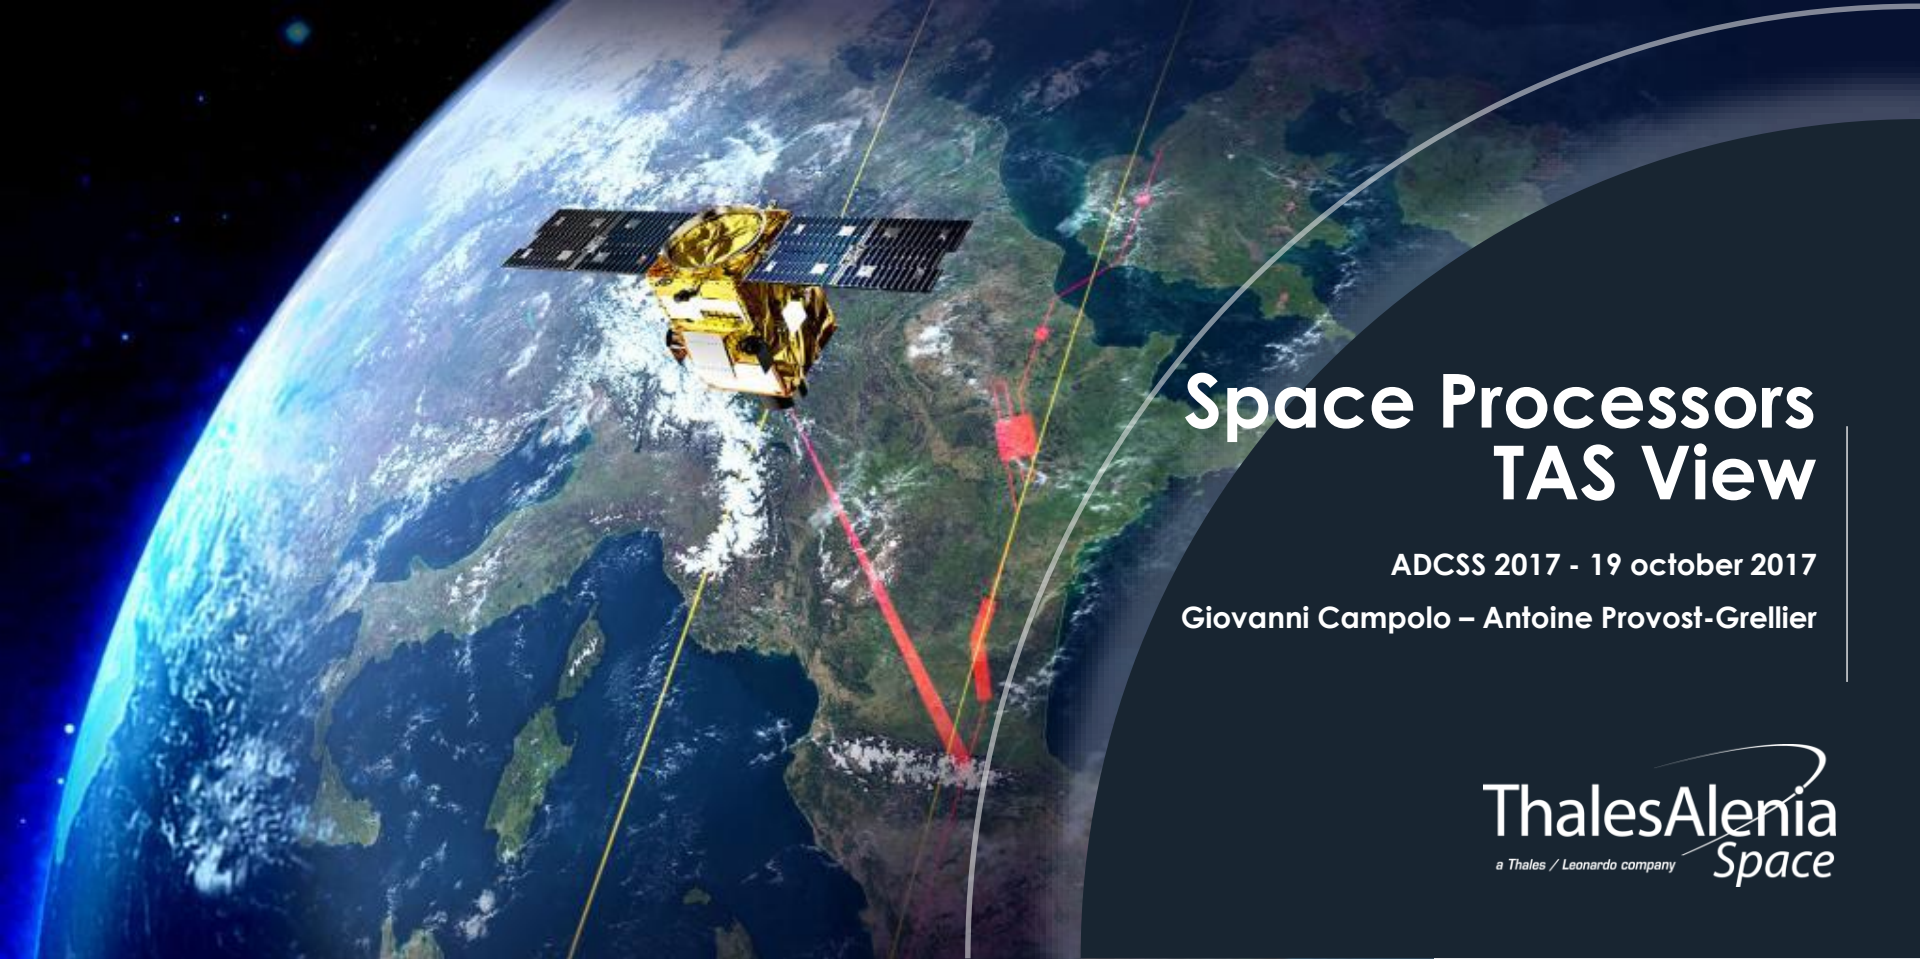 Space Processors
TAS View
ADCSS 2017 - 19 october 2017
Giovanni Campolo – Antoine Provost-Grellier
ThalesAlenia
a Thales / Leonardo company
Space